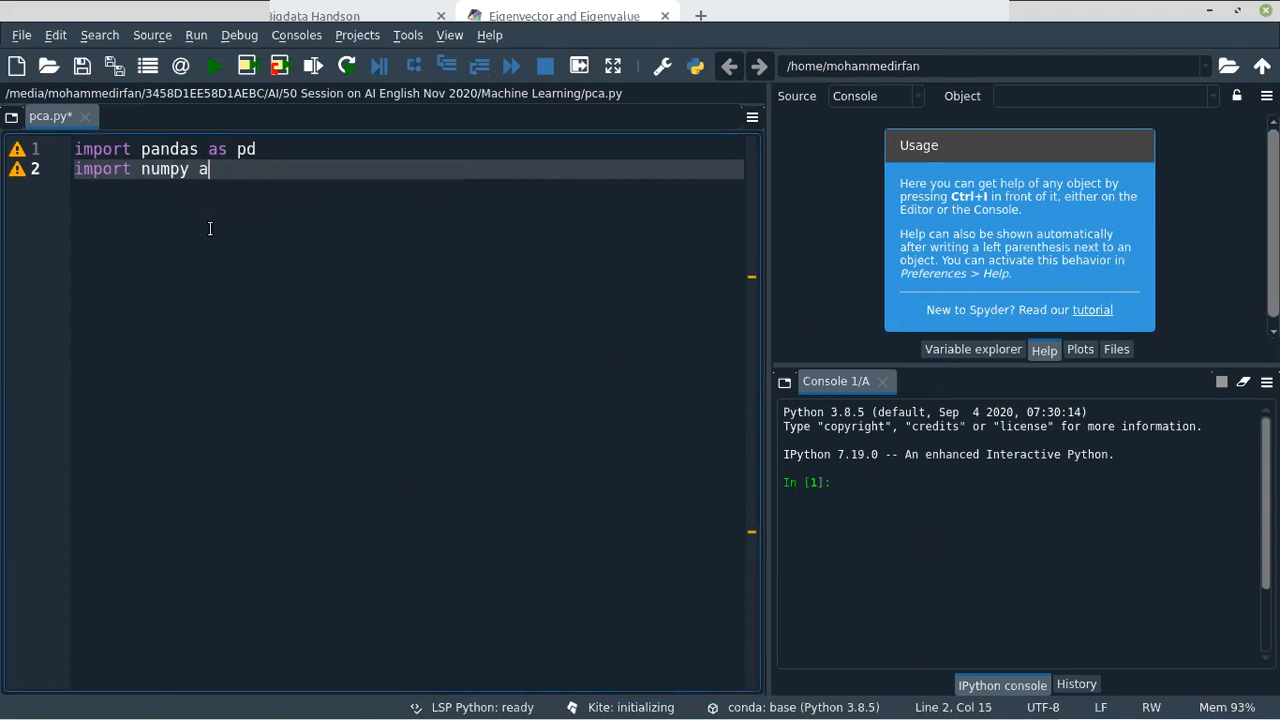 Bigdata Handson
Eigenvector and Eigenvalue
File Edit Search Source Run Debug Consoles Projects Tools View Help
/home/mohammedirfan
/media/mohammedirfan/3458D1EE58D1AEBC/AI/50 Session on AI English Nov 2020/Machine Learning/pca.py
Source Console Object
pca.py*
1 import pandas as pd
2 import numpy a
Usage
Here you can get help of any object by
pressing Ctrl+I in front of it, either on the
Editor or the Console.
Help can also be shown automatically
after writing a left parenthesis next to an
object. You can activate this behavior in
Preferences > Help.
New to Spyder? Read our tutorial
Variable explorer Help Plots Files
Console 1/A
Python 3.8.5 (default, Sep 4 2020, 07:30:14)
Type "copyright", "credits" or "license" for more information.
IPython 7.19.0 -- An enhanced Interactive Python.
In [1]:
IPython console History
LSP Python: ready Kite: initializing conda: base (Python 3.8.5) Line 2, Col 15 UTF-8 LF RW Mem 93%